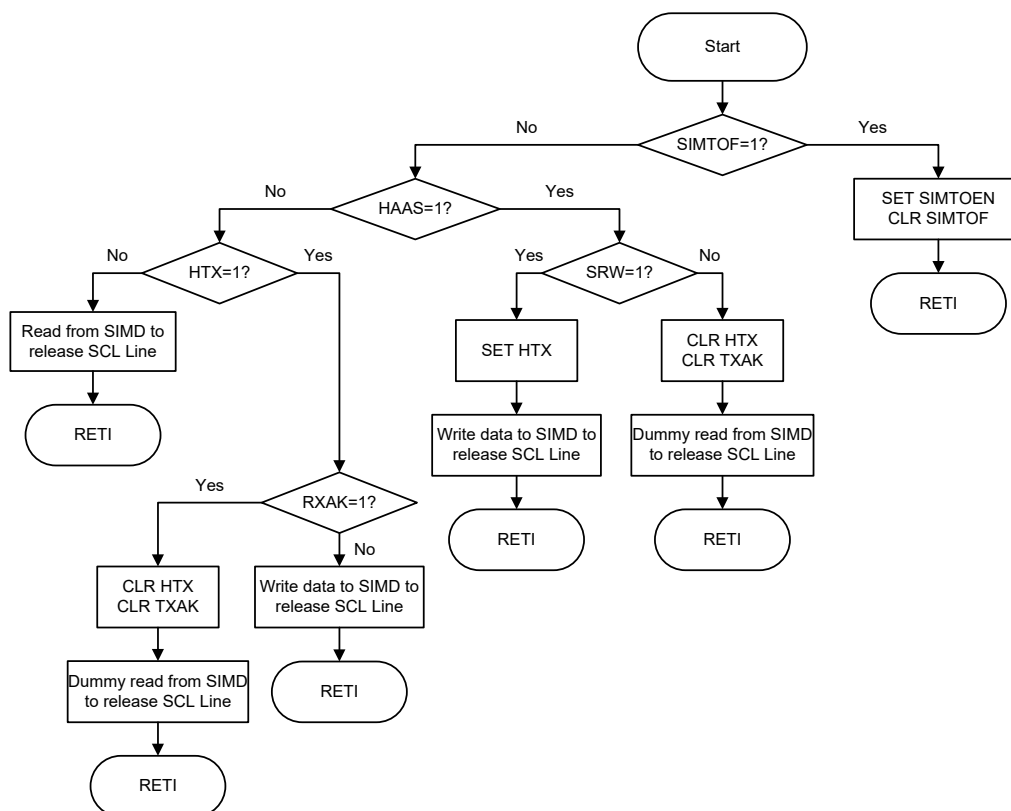 Start
No
SIMTOF=1?
Yes
No
HAAS=1?
Yes
SET SIMTOEN
CLR SIMTOF
No
HTX=1?
Yes
Yes
SRW=1?
No
RETI
Read from SIMD to
release SCL Line
SET HTX
CLR HTX
CLR TXAK
RETI
Write data to SIMD to
release SCL Line
Dummy read from SIMD
to release SCL Line
Yes
RXAK=1?
No
RETI
RETI
CLR HTX
CLR TXAK
Write data to SIMD to
release SCL Line
Dummy read from SIMD
to release SCL Line
RETI
RETI